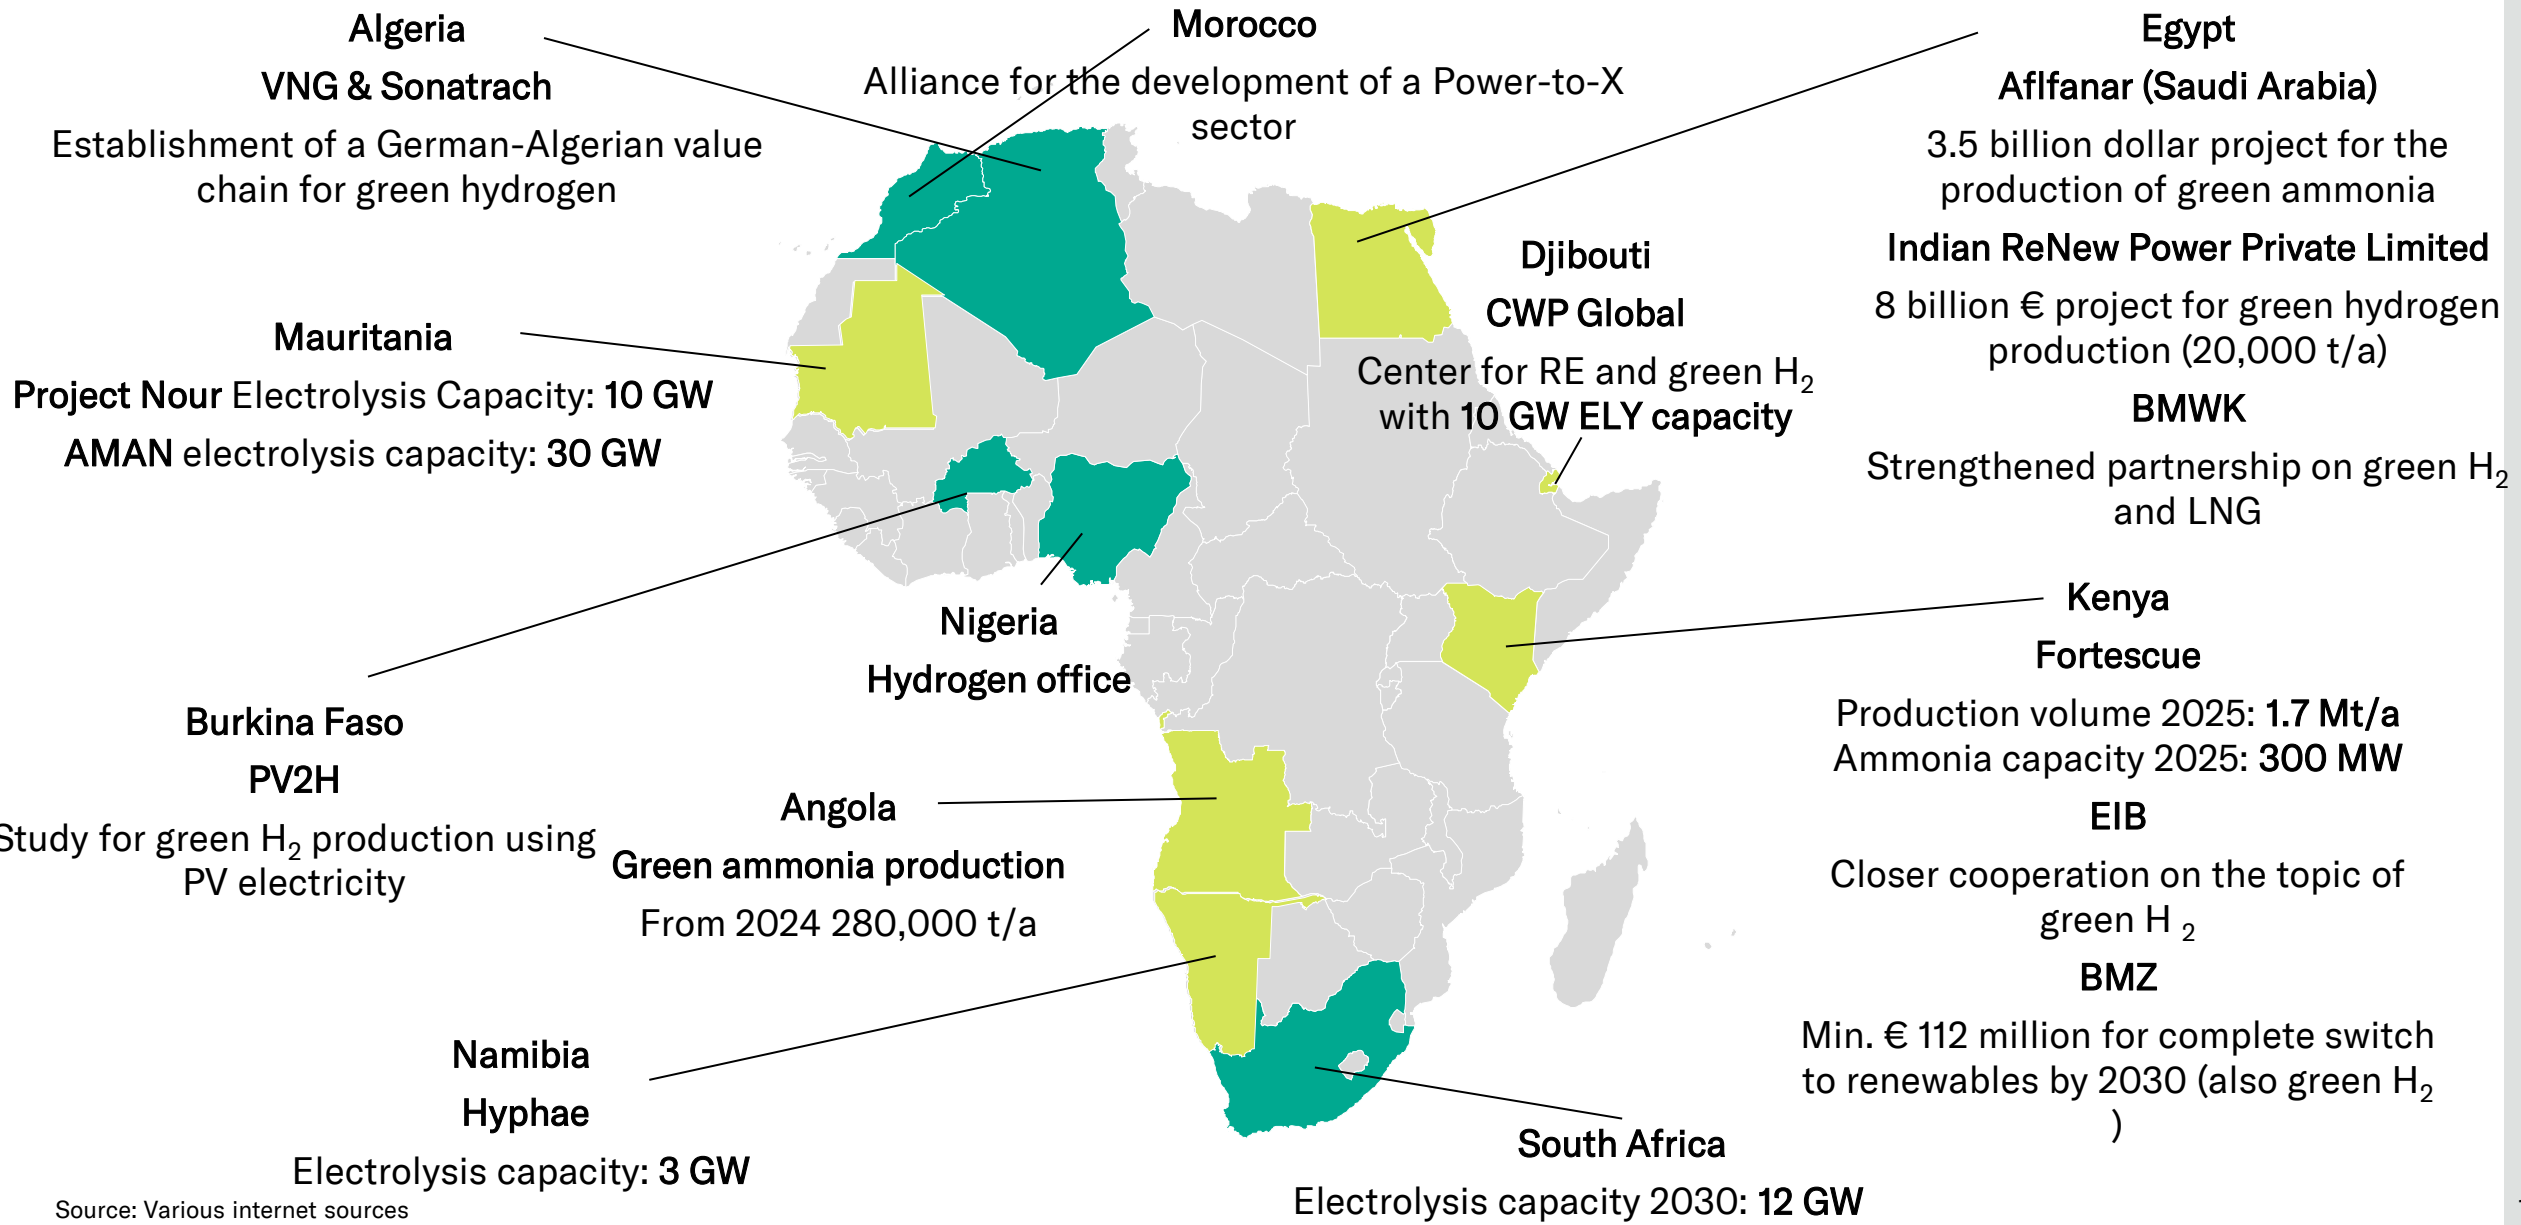 Algeria
VNG & Sonatrach
Establishment of a German-Algerian value
chain for green hydrogen
Morocco
Alliance for the development of a Power-to-X
sector
Egypt
Aflfanar (Saudi Arabia)
3.5 billion dollar project for the
production of green ammonia
Indian ReNew Power Private Limited
8 billion € project for green hydrogen
production (20,000 t/a)
BMWK
Strengthened partnership on green H₂
and LNG
Djibouti
CWP Global
Center for RE and green H₂
with 10 GW ELY capacity
Mauritania
Project Nour Electrolysis Capacity: 10 GW
AMAN electrolysis capacity: 30 GW
Nigeria
Hydrogen office
Kenya
Fortescue
Production volume 2025: 1.7 Mt/a
Ammonia capacity 2025: 300 MW
EIB
Closer cooperation on the topic of
green H ₂
BMZ
Min. € 112 million for complete switch
to renewables by 2030 (also green H₂
)
Burkina Faso
PV2H
Study for green H₂ production using
PV electricity
Angola
Green ammonia production
From 2024 280,000 t/a
Namibia
Hyphae
Electrolysis capacity: 3 GW
South Africa
Electrolysis capacity 2030: 12 GW
Source: Various internet sources